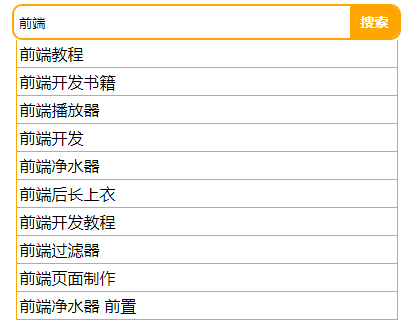 前端 搜索
前端教程
前端开发书籍
前端播放器
前端开发
前端净水器
前端后长上衣
前端开发教程
前端过滤器
前端页面制作
前端净水器 前置